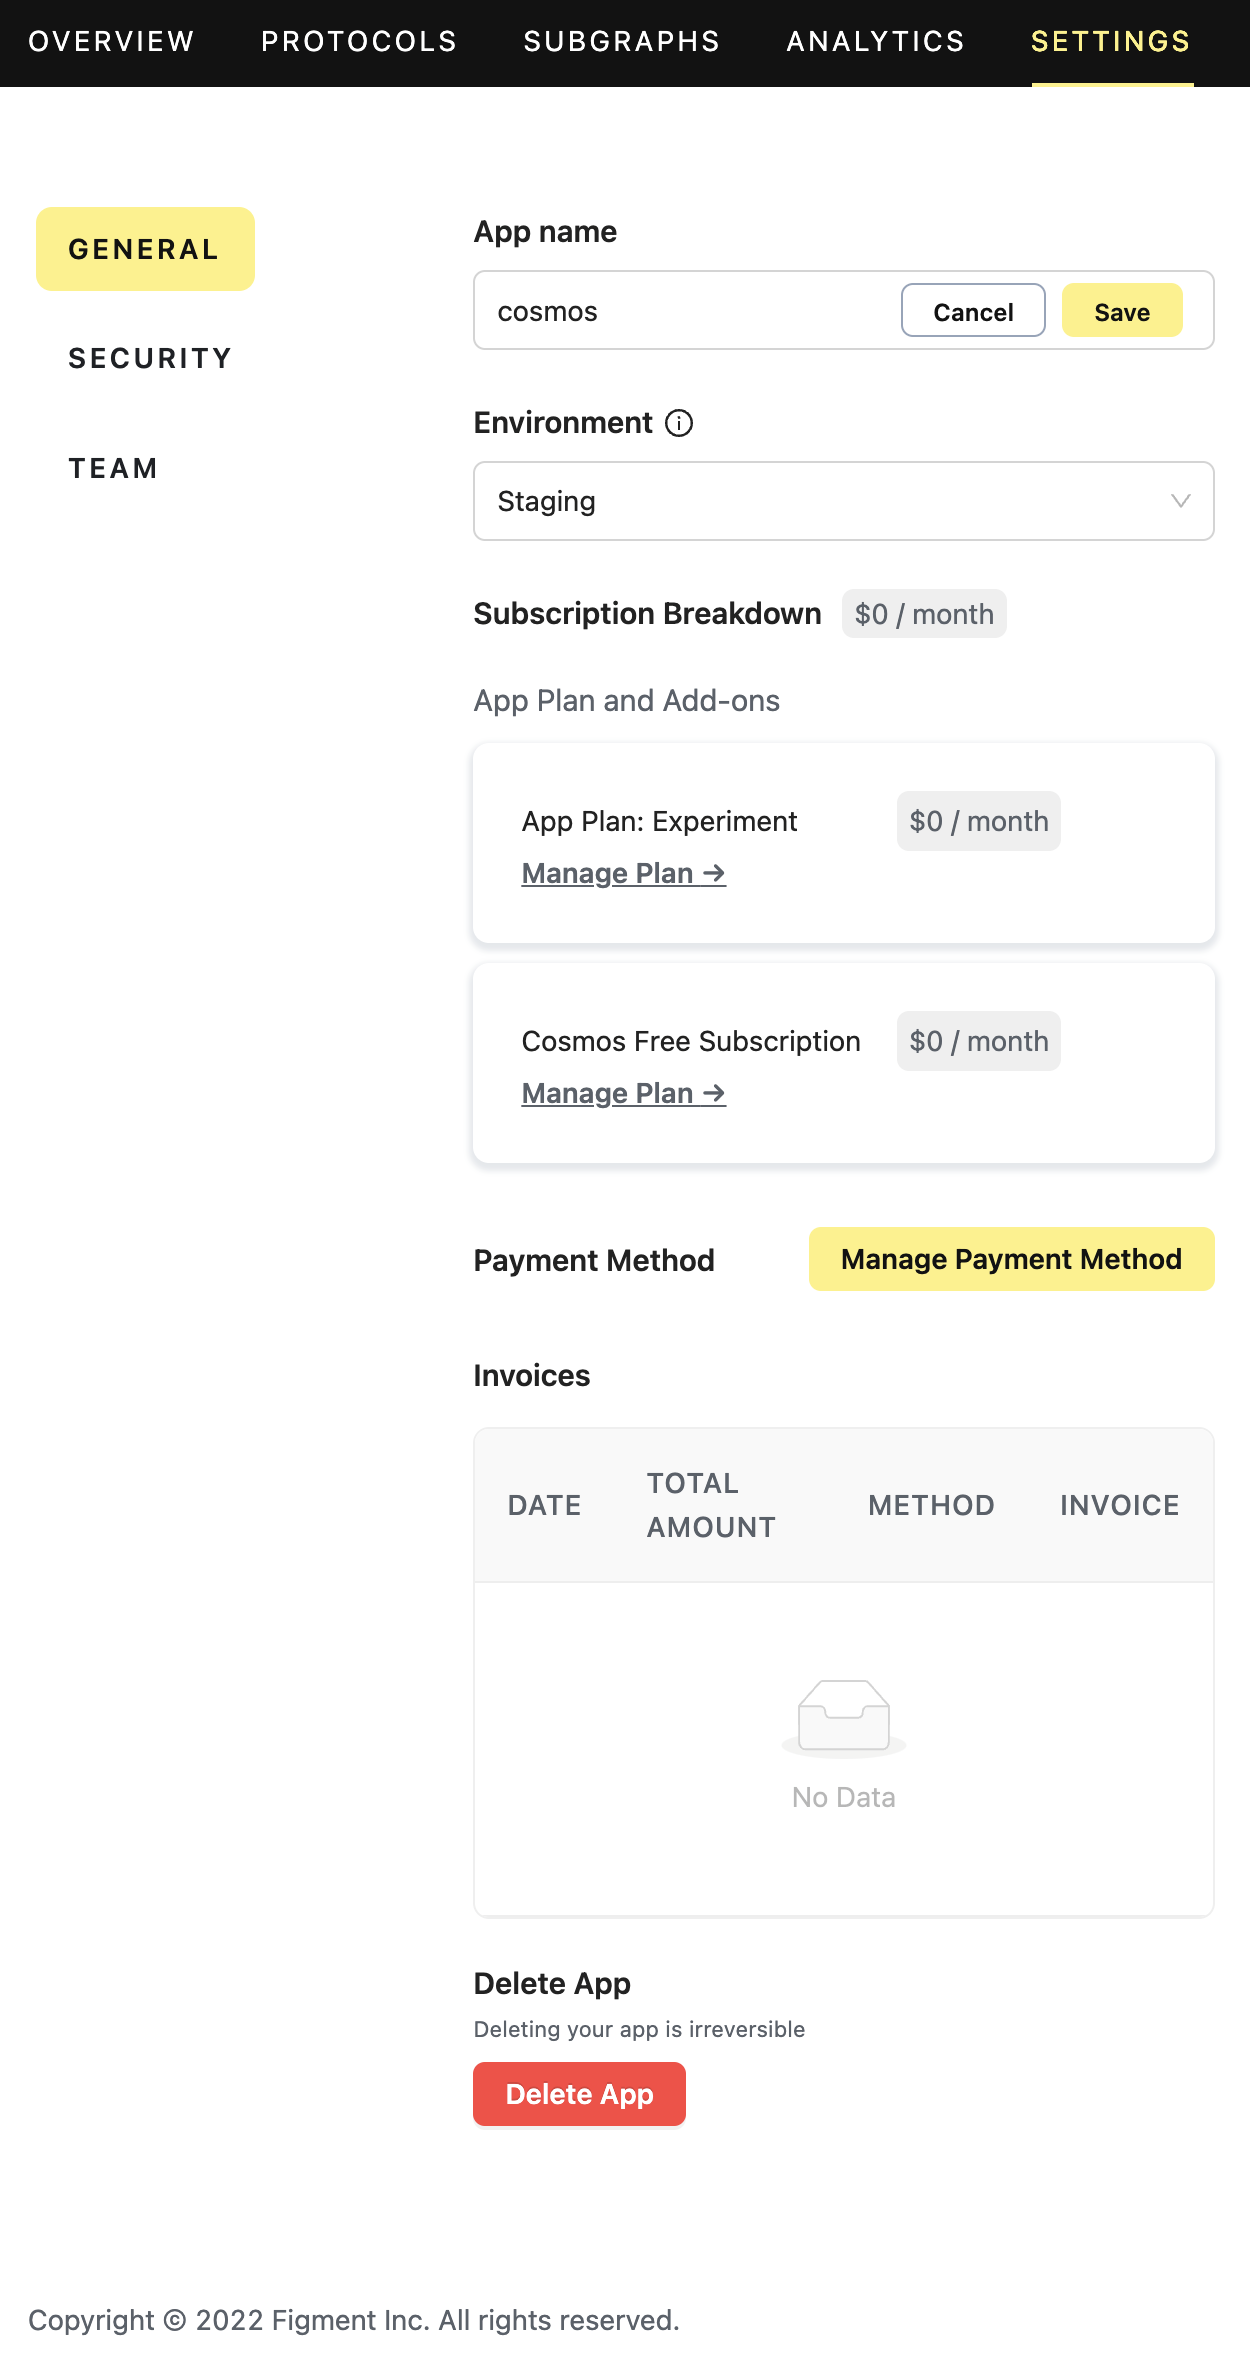 OVERVIEW PROTOCOLS SUBGRAPHS ANALYTICS SETTINGS
GENERAL
SECURITY
TEAM
App name
cosmos Cancel Save
Environment
Staging
Subscription Breakdown $0 / month
App Plan and Add-ons
App Plan: Experiment $0 / month
Manage Plan →
Cosmos Free Subscription $0 / month
Manage Plan →
Payment Method Manage Payment Method
Invoices
DATE TOTAL AMOUNT METHOD INVOICE
No Data
Delete App
Deleting your app is irreversible
Delete App
Copyright © 2022 Figment Inc. All rights reserved.